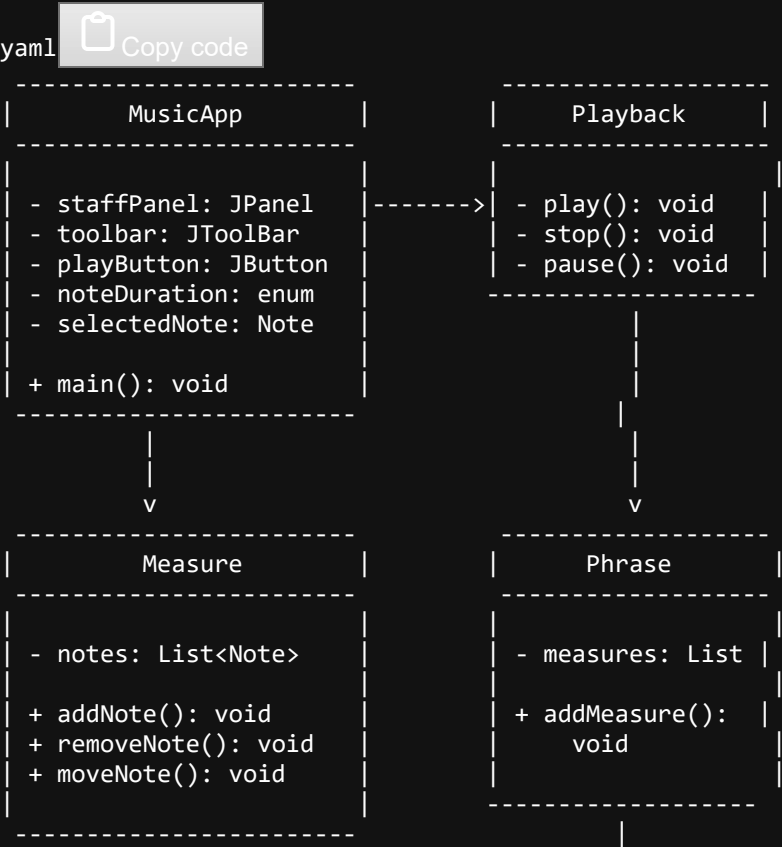 yaml Copy code
 ------------------------          -------------------
|        MusicApp        |        |     Playback     |
 ------------------------          -------------------
|                        |        |                   |
| - staffPanel: JPanel   |------->| - play(): void   |
| - toolbar: JToolBar    |        | - stop(): void   |
| - playButton: JButton  |        | - pause(): void  |
| - noteDuration: enum   |        -------------------
| - selectedNote: Note   |                  |
|                        |                  |
| + main(): void         |                  |
 ------------------------                  |
          |                                 |
          |                                 |
          v                                 v
 ------------------------          -------------------
|         Measure        |        |      Phrase       |
 ------------------------          -------------------
|                        |        |                   |
| - notes: List<Note>    |        | - measures: List |
|                        |        |                   |
| + addNote(): void      |        | + addMeasure():  |
| + removeNote(): void   |        |     void          |
| + moveNote(): void     |        |                   |
|                        |        -------------------
 ------------------------                  |